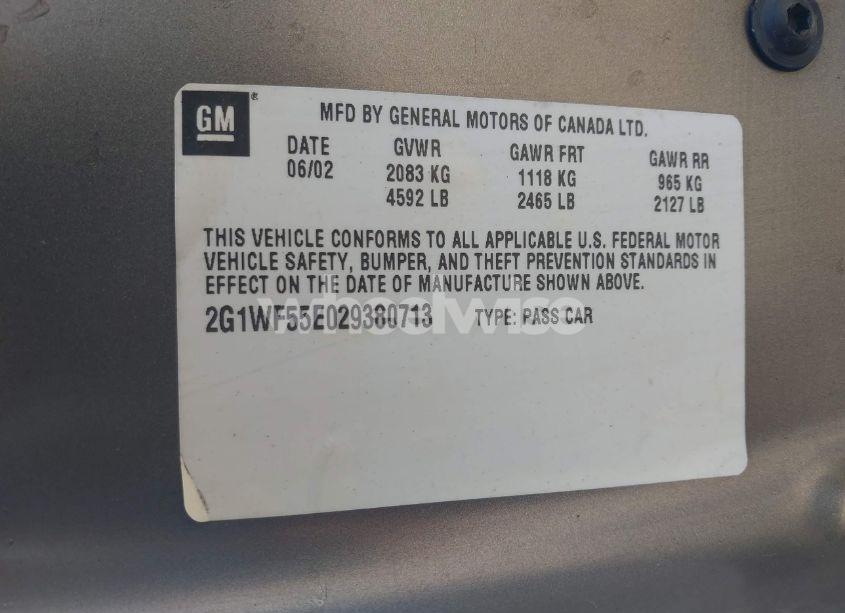 GM®
MFD BY GENERAL MOTORS OF CANADA LTD.
DATE GVWR GAWR FRT GAWR RR
06/02 2083 KG 1118 KG 965 KG
4592 LB 2465 LB 2127 LB
THIS VEHICLE CONFORMS TO ALL APPLICABLE U.S. FEDERAL MOTOR
VEHICLE SAFETY, BUMPER, AND THEFT PREVENTION STANDARDS IN
EFFECT ON THE DATE OF MANUFACTURE SHOWN ABOVE.
2G1WF55E029380713 TYPE: PASS CAR
wheelwise